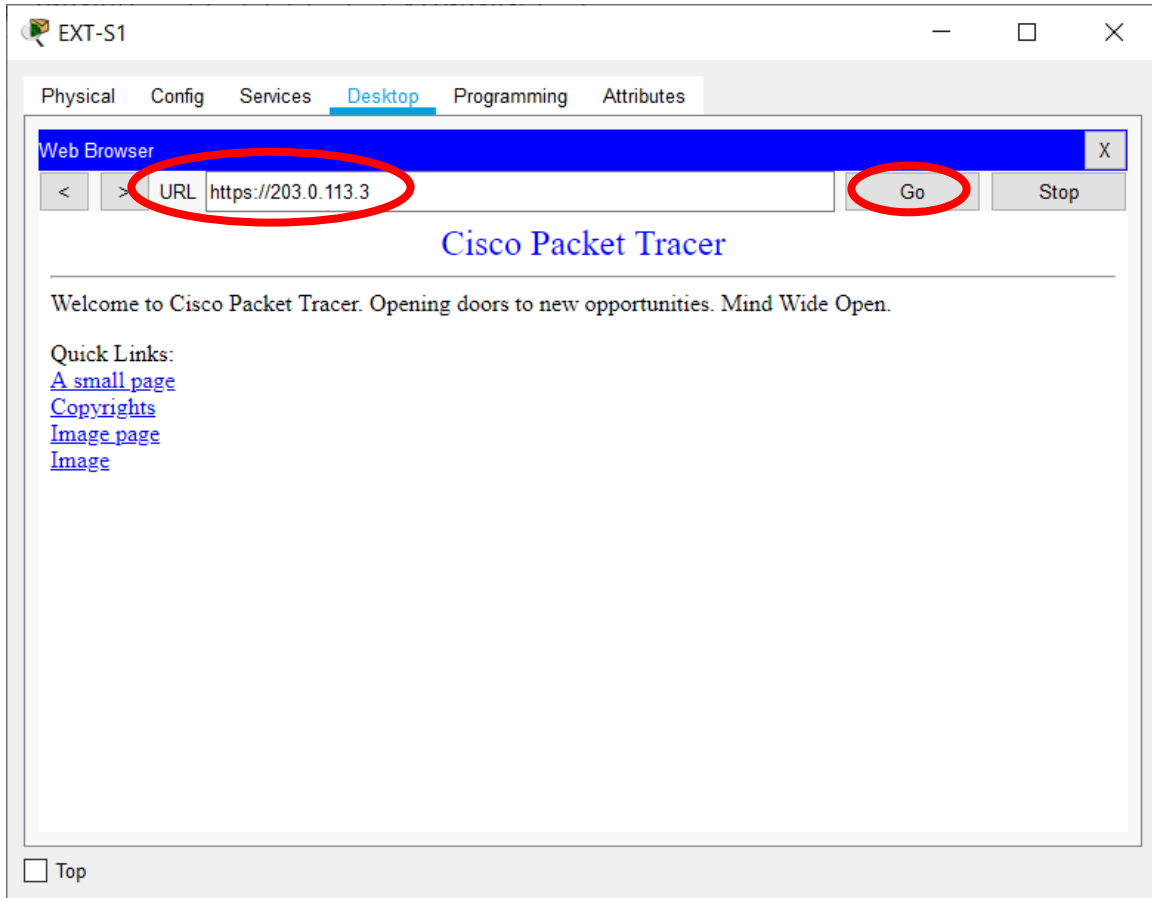 EXT-S1
Physical Config Services Desktop Programming Attributes
Web Browser X
< > URL https://203.0.113.3 Go Stop
Cisco Packet Tracer
Welcome to Cisco Packet Tracer. Opening doors to new opportunities. Mind Wide Open.
Quick Links:
A small page
Copyrights
Image page
Image
Top